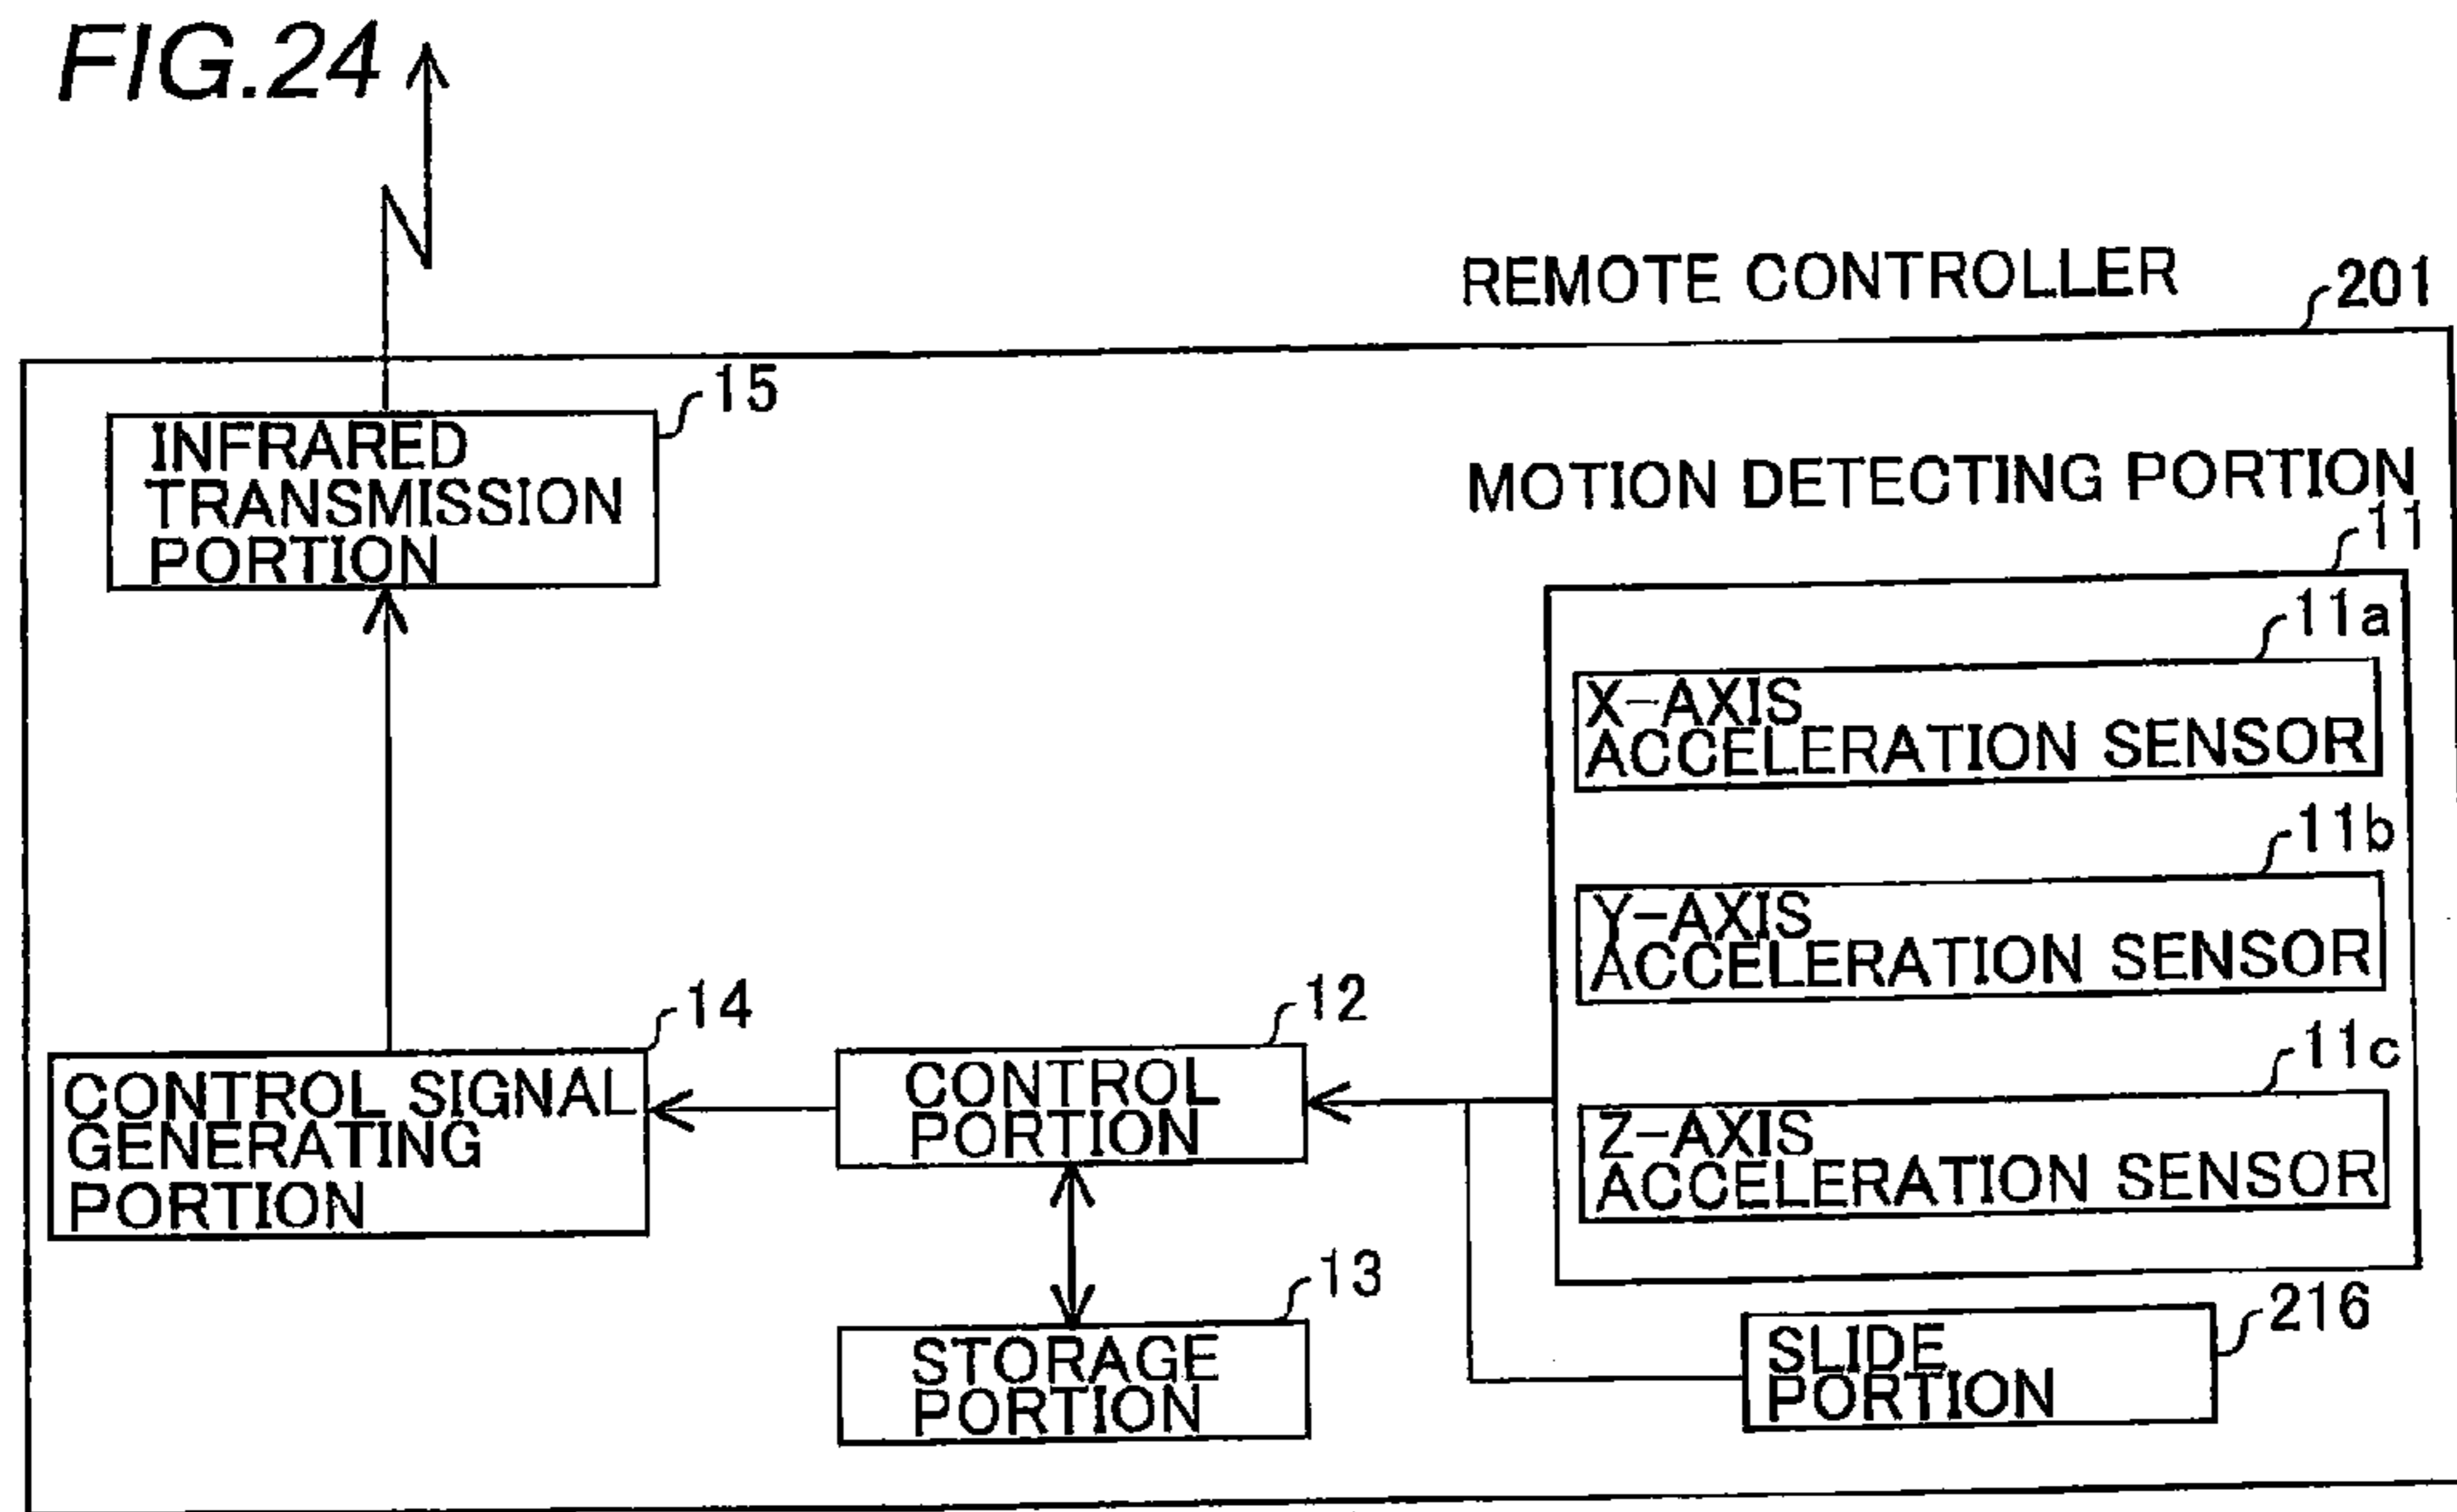 FIG.24
REMOTE CONTROLLER
201
15
INFRARED
TRANSMISSION
PORTION
MOTION DETECTING PORTION
11
11a
X-AXIS
ACCELERATION SENSOR
11b
Y-AXIS
ACCELERATION SENSOR
11c
Z-AXIS
ACCELERATION SENSOR
14
CONTROL SIGNAL
GENERATING
PORTION
12
CONTROL
PORTION
13
STORAGE
PORTION
216
SLIDE
PORTION